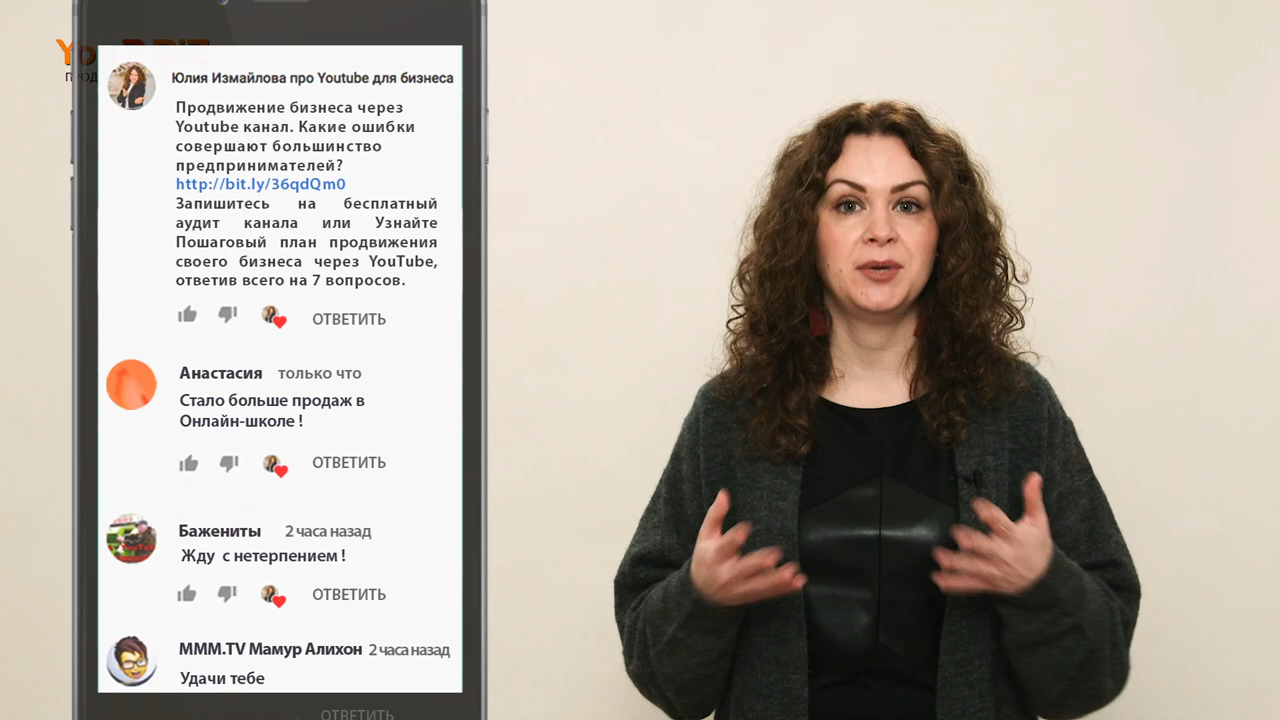 Юлия Измайлова про Youtube для бизнеса
Продвижение бизнеса через
Youtube канал. Какие ошибки
совершают большинство
предпринимателей?
http://bit.ly/36qdQm0
Запишитесь на бесплатный
аудит канала или Узнайте
Пошаговый план продвижения
своего бизнеса через YouTube,
ответив всего на 7 вопросов.
ОТВЕТИТЬ
Анастасия только что
Стало больше продаж в
Онлайн-школе !
ОТВЕТИТЬ
Бажениты 2 часа назад
Жду с нетерпением !
ОТВЕТИТЬ
MMM.TV Мамур Алихон 2 часа назад
Удачи тебе
ОТВЕТИТЬ